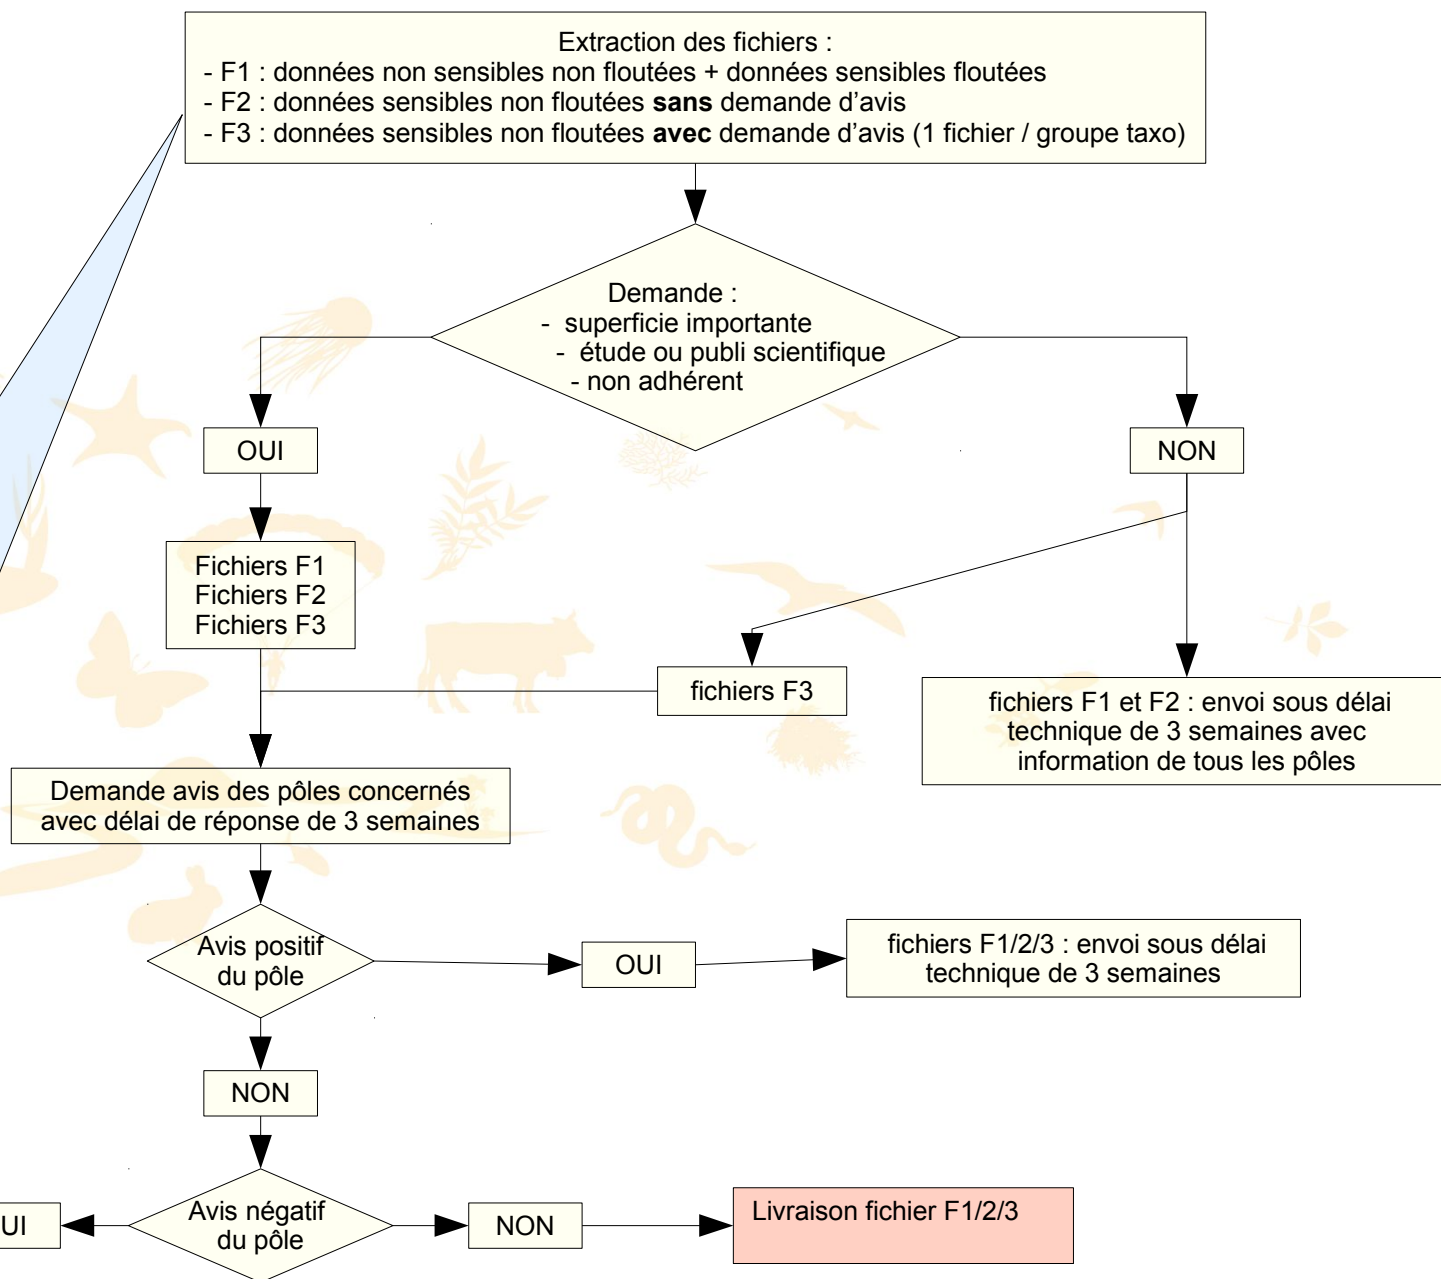 Extraction des fichiers :
- F1 : données non sensibles non floutées + données sensibles floutées
- F2 : données sensibles non floutées sans demande d’avis
- F3 : données sensibles non floutées avec demande d’avis (1 fichier / groupe taxo)
Demande :
- superficie importante
- étude ou publi scientifique
- non adhérent
OUI
NON
Fichiers F1
Fichiers F2
Fichiers F3
fichiers F3
fichiers F1 et F2 : envoi sous délai
technique de 3 semaines avec
information de tous les pôles
Demande avis des pôles concernés
avec délai de réponse de 3 semaines
Avis positif
du pôle
OUI
fichiers F1/2/3 : envoi sous délai
technique de 3 semaines
NON
UI
Avis négatif
du pôle
NON
Livraison fichier F1/2/3